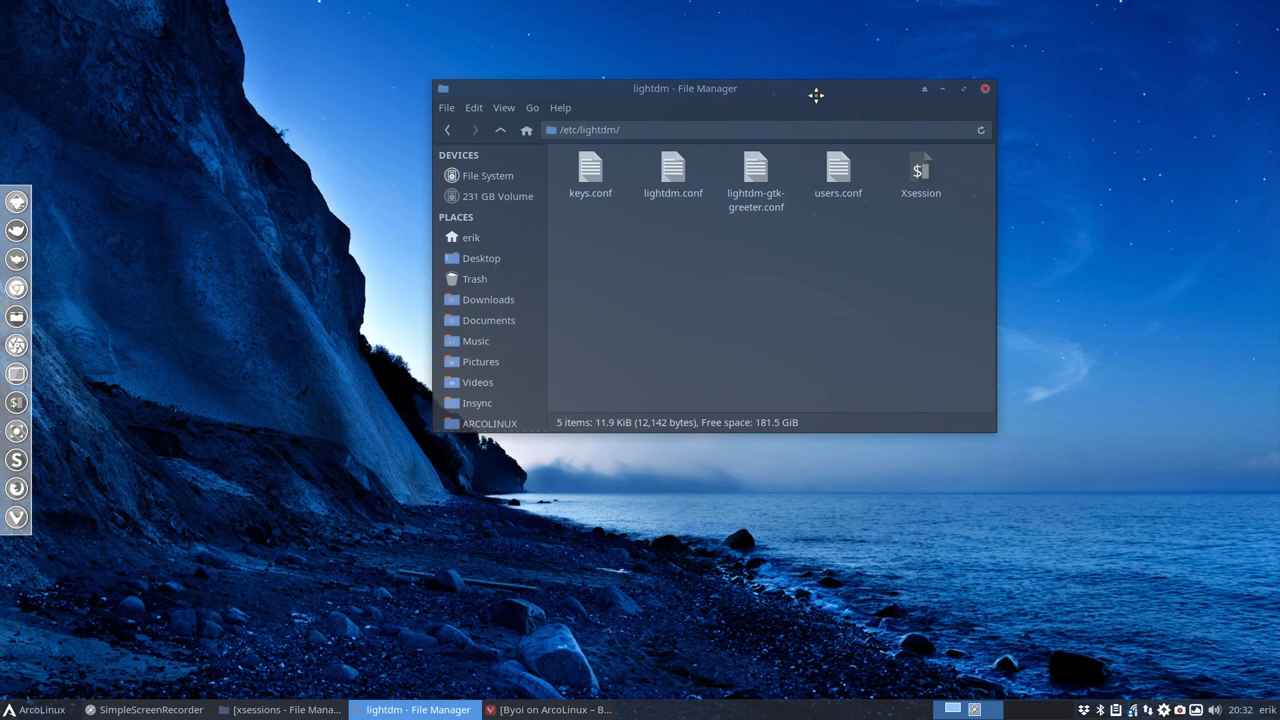 lightdm - File Manager
File Edit View Go Help
/etc/lightdm/
DEVICES
File System
231 GB Volume
PLACES
erik
Desktop
Trash
Downloads
Documents
Music
Pictures
Videos
Insync
ARCOLINUX
keys.conf
lightdm.conf
lightdm-gtk-
greeter.conf
users.conf
$
Xsession
5 items: 11.9 KiB (12,142 bytes), Free space: 181.5 GiB
$
S
ArcoLinux
SimpleScreenRecorder
[xsessions - File Mana...
lightdm - File Manager
[Byoi on ArcoLinux – B...
20:32
erik